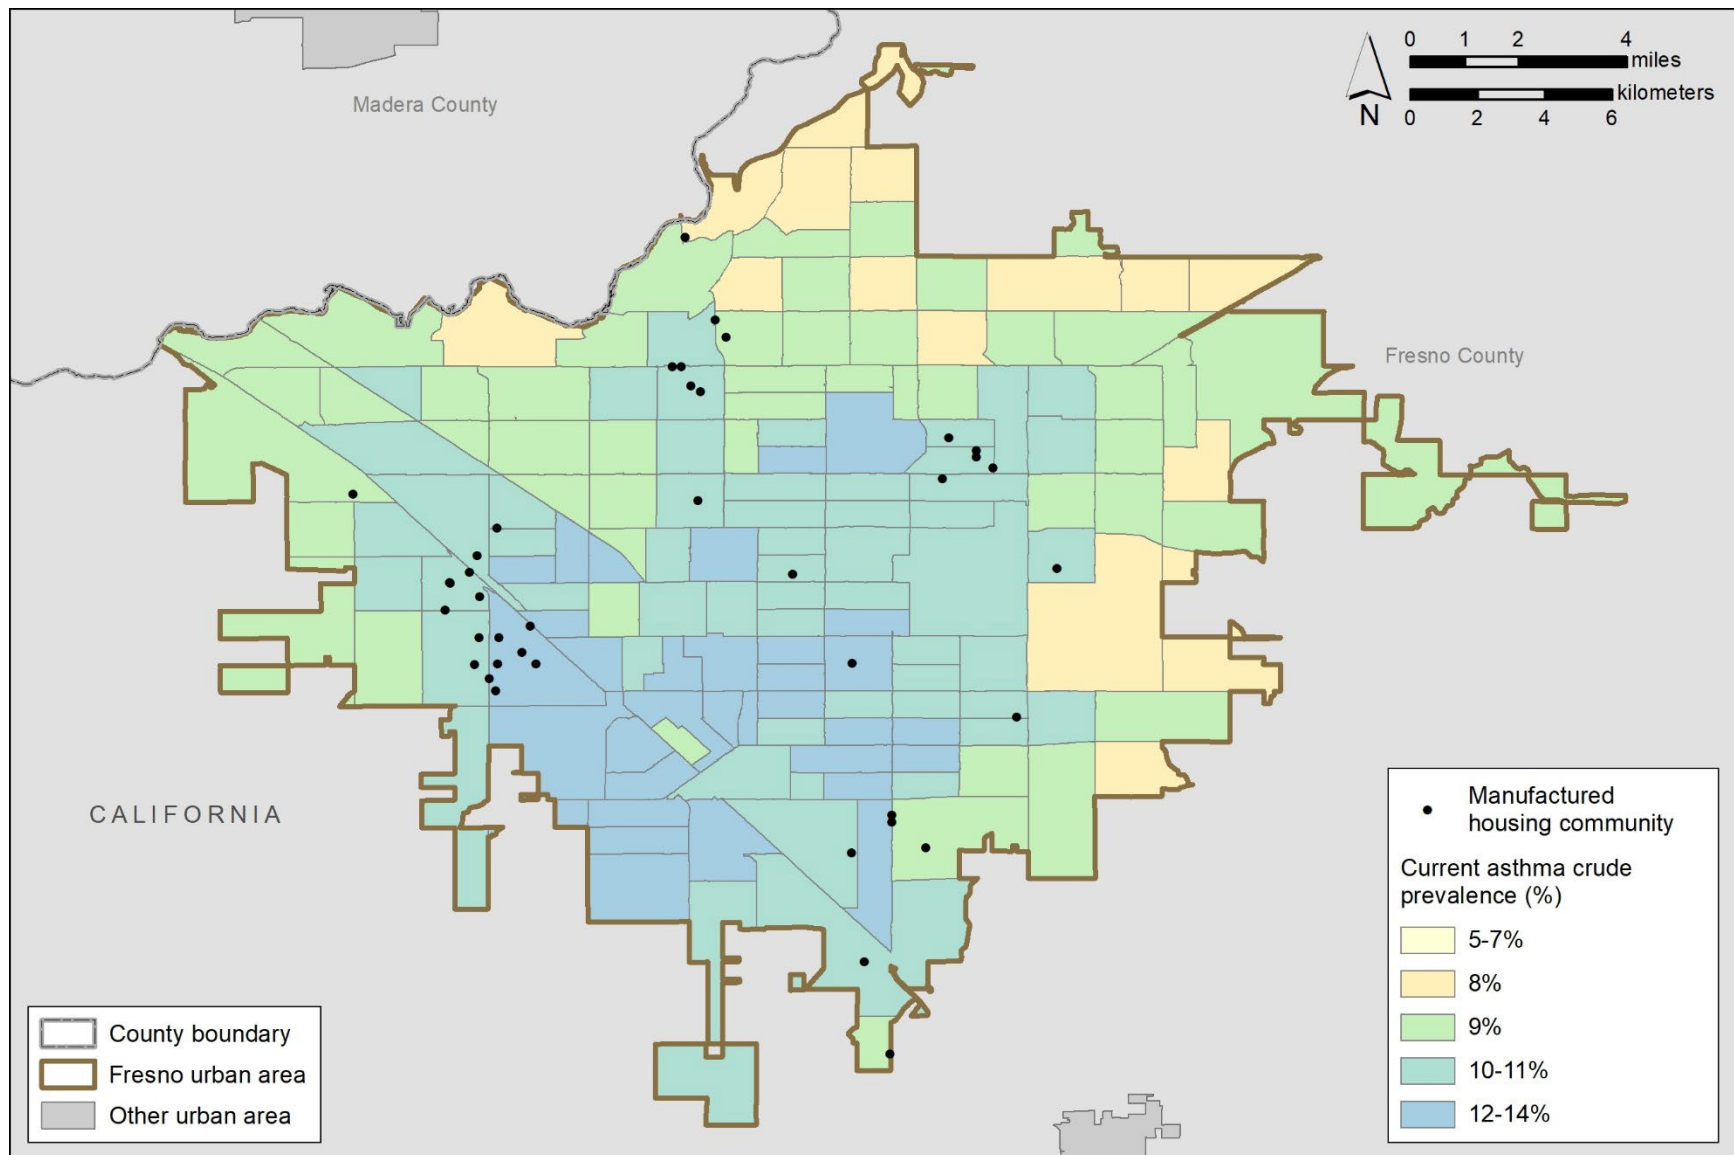 0 1 2 4
miles
kilometers
0 2 4 6
N
Madera County
Fresno County
CALIFORNIA
Manufactured
housing community
Current asthma crude
prevalence (%)
5-7%
8%
9%
10-11%
12-14%
County boundary
Fresno urban area
Other urban area